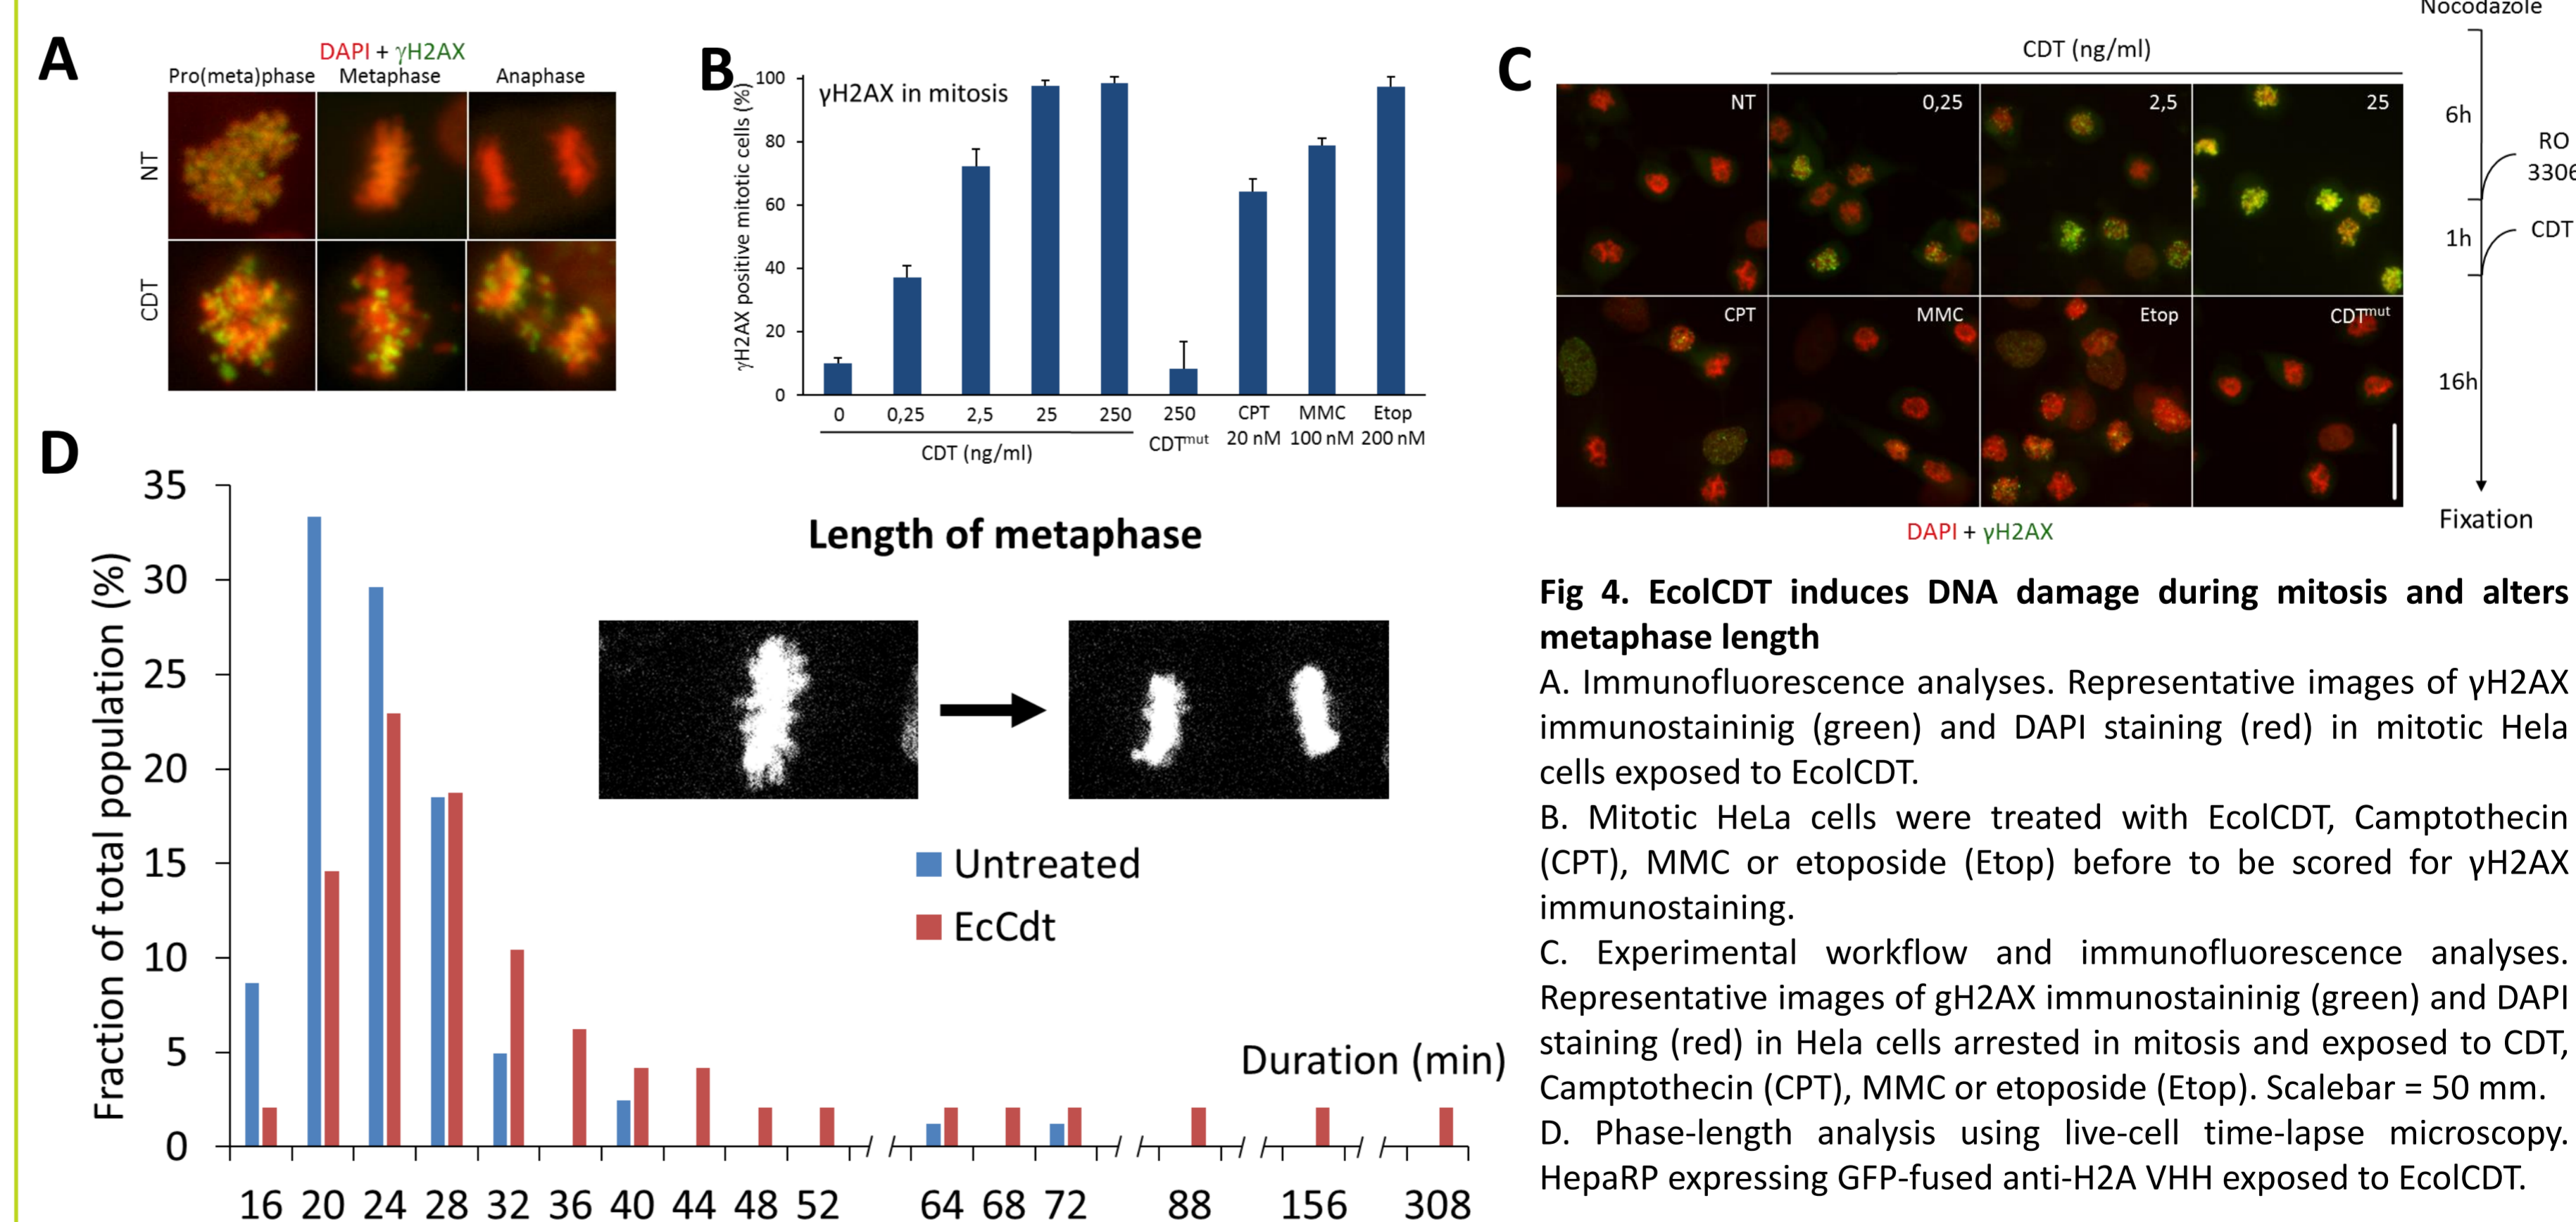 A
DAPI + γH2AX
Pro(meta)phase Metaphase Anaphase
NT
CDT
B
γH2AX positive mitotic cells (%)
γH2AX in mitosis
100
80
60
40
20
0
0 0,25 2,5 25 250 250 CPT MMC Etop
CDTmut 20 nM 100 nM 200 nM
CDT (ng/ml)
C
CDT (ng/ml)
NT 0,25 2,5 25
CPT MMC Etop CDTmut
DAPI + γH2AX
Nocodazole
6h
RO
3306
1h
CDT
16h
Fixation
D
Fraction of total population (%)
35
30
25
20
15
10
5
0
Length of metaphase
Untreated
EcCdt
Duration (min)
16 20 24 28 32 36 40 44 48 52 64 68 72 88 156 308
Fig 4. EcolCDT induces DNA damage during mitosis and alters
metaphase length
A. Immunofluorescence analyses. Representative images of γH2AX
immunostaininig (green) and DAPI staining (red) in mitotic Hela
cells exposed to EcolCDT.
B. Mitotic HeLa cells were treated with EcolCDT, Camptothecin
(CPT), MMC or etoposide (Etop) before to be scored for γH2AX
immunostaining.
C. Experimental workflow and immunofluorescence analyses.
Representative images of gH2AX immunostaininig (green) and DAPI
staining (red) in Hela cells arrested in mitosis and exposed to CDT,
Camptothecin (CPT), MMC or etoposide (Etop). Scalebar = 50 mm.
D. Phase-length analysis using live-cell time-lapse microscopy.
HepaRP expressing GFP-fused anti-H2A VHH exposed to EcolCDT.